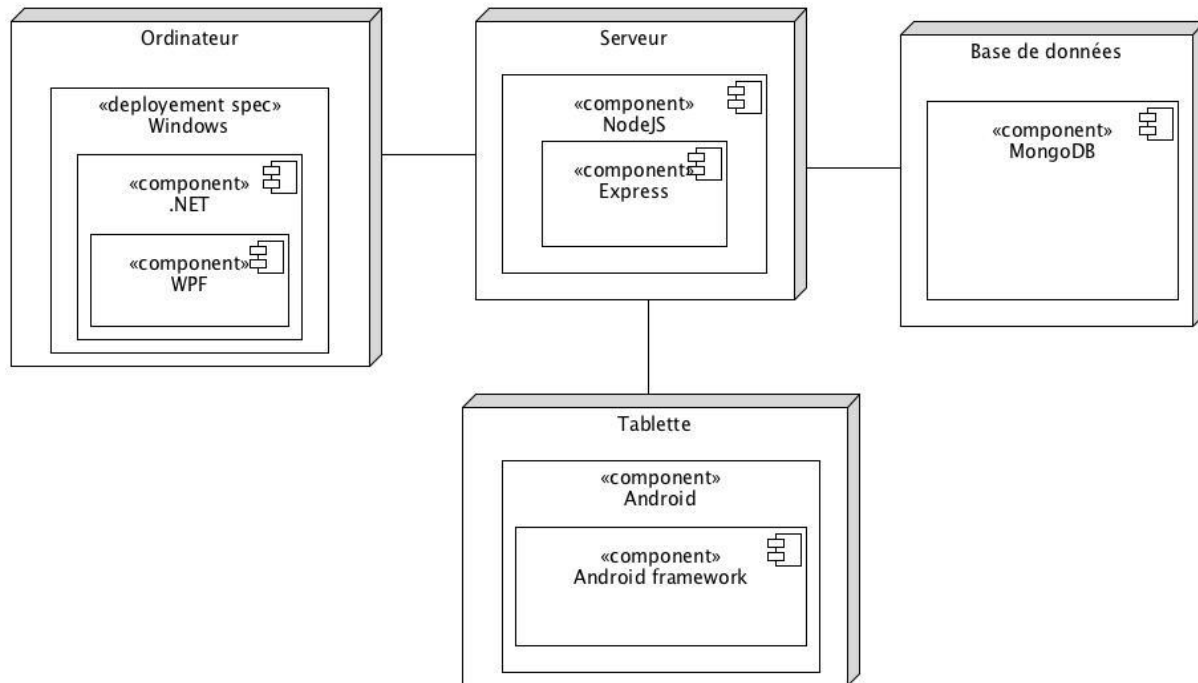 Ordinateur
«deployement spec»
Windows
«component»
.NET
«component»
WPF
Serveur
«component»
NodeJS
«component»
Express
Base de données
«component»
MongoDB
Tablette
«component»
Android
«component»
Android framework